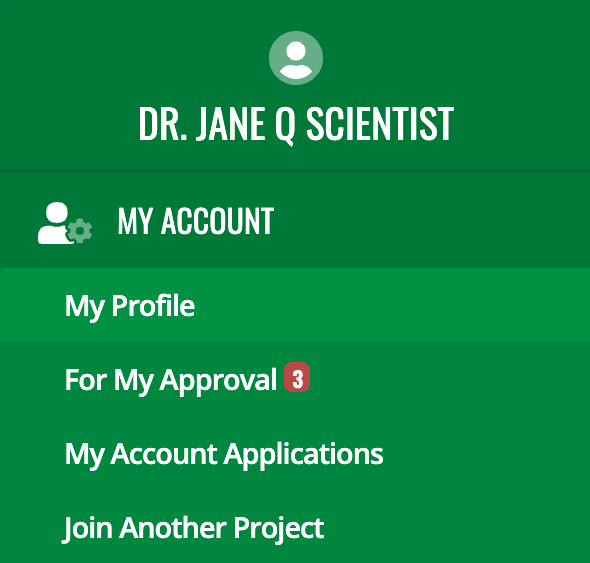 DR. JANE Q SCIENTIST
MY ACCOUNT
My Profile
For My Approval 3
My Account Applications
Join Another Project